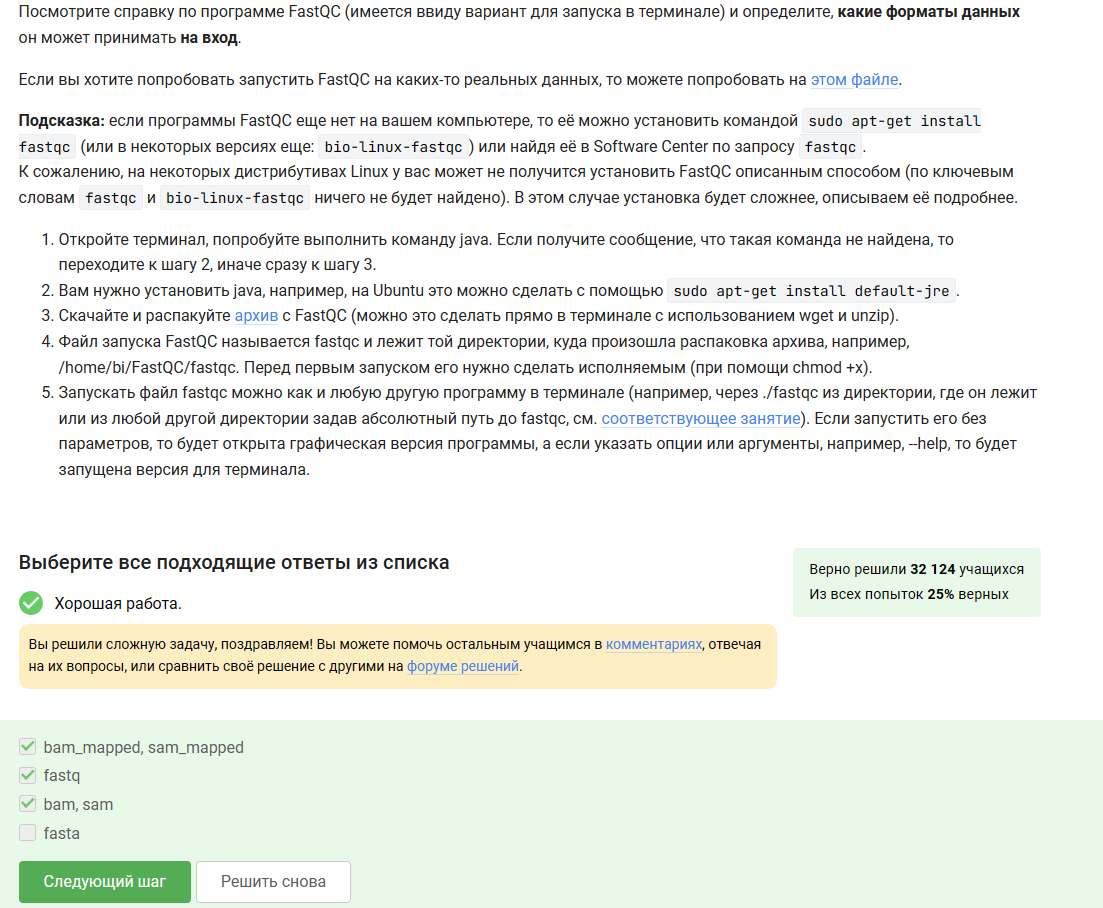 Посмотрите справку по программе FastQC (имеется ввиду вариант для запуска в терминале) и определите, какие форматы данных
он может принимать на вход.
Если вы хотите попробовать запустить FastQC на каких-то реальных данных, то можете попробовать на этом файле.
Подсказка: если программы FastQC еще нет на вашем компьютере, то её можно установить командой sudo apt-get install
fastqc (или в некоторых версиях еще: bio-linux-fastqc ) или найдя её в Software Center по запросу fastqc .
К сожалению, на некоторых дистрибутивах Linux у вас может не получится установить FastQC описанным способом (по ключевым
словам fastqc и bio-linux-fastqc ничего не будет найдено). В этом случае установка будет сложнее, описываем её подробнее.
1. Откройте терминал, попробуйте выполнить команду java. Если получите сообщение, что такая команда не найдена, то
переходите к шагу 2, иначе сразу к шагу 3.
2. Вам нужно установить java, например, на Ubuntu это можно сделать с помощью sudo apt-get install default-jre .
3. Скачайте и распакуйте архив с FastQC (можно это сделать прямо в терминале с использованием wget и unzip).
4. Файл запуска FastQC называется fastqc и лежит той директории, куда произошла распаковка архива, например,
/home/bi/FastQC/fastqc. Перед первым запуском его нужно сделать исполняемым (при помощи chmod +x).
5. Запускать файл fastqc можно как и любую другую программу в терминале (например, через ./fastqc из директории, где он лежит
или из любой другой директории задав абсолютный путь до fastqc, см. соответствующее занятие). Если запустить его без
параметров, то будет открыта графическая версия программы, а если указать опции или аргументы, например, --help, то будет
запущена версия для терминала.
Выберите все подходящие ответы из списка
Верно решили 32 124 учащихся
Из всех попыток 25% верных
Хорошая работа.
Вы решили сложную задачу, поздравляем! Вы можете помочь остальным учащимся в комментариях, отвечая
на их вопросы, или сравнить своё решение с другими на форуме решений.
bam_mapped, sam_mapped
fastq
bam, sam
fasta
Следующий шаг
Решить снова